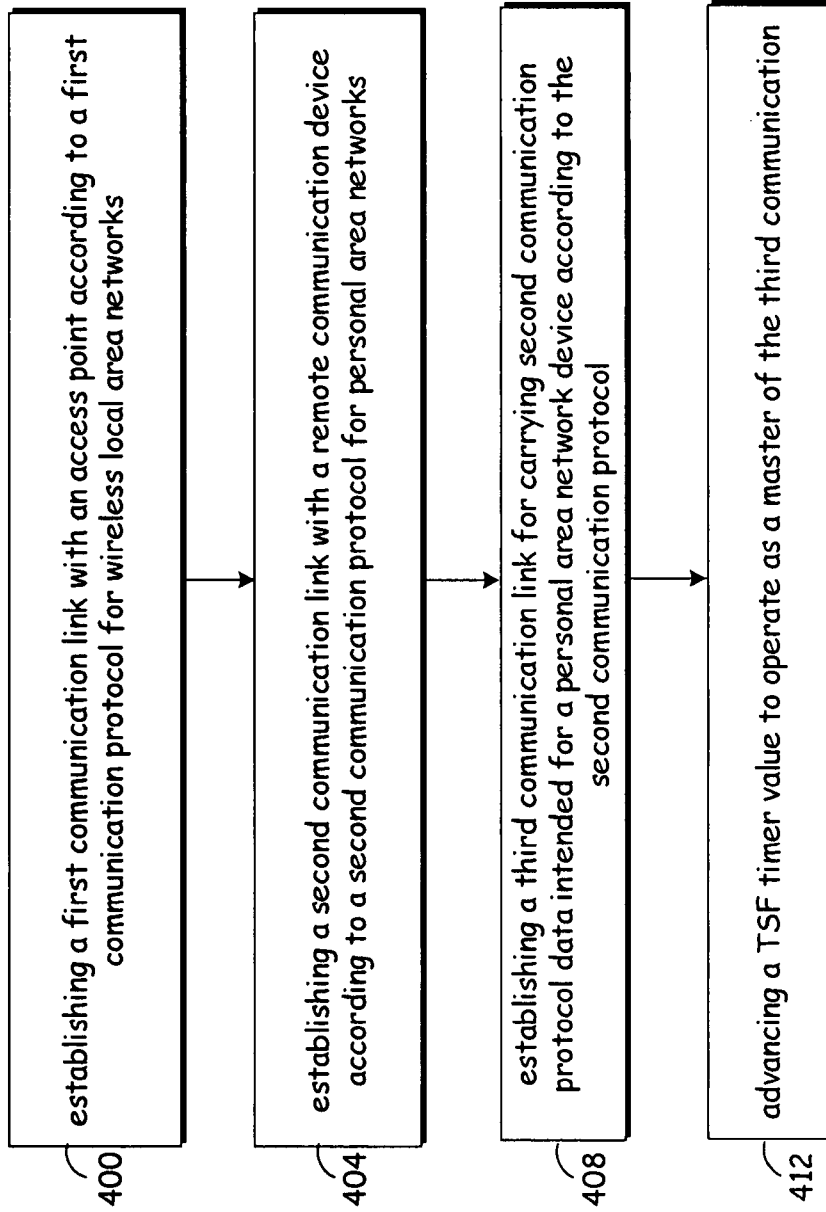 establishing a first communication link with an access point according to a first
communication protocol for wireless local area networks
400
establishing a second communication link with a remote communication device
according to a second communication protocol for personal area networks
404
establishing a third communication link for carrying second communication
protocol data intended for a personal area network device according to the
second communication protocol
408
advancing a TSF timer value to operate as a master of the third communication
412